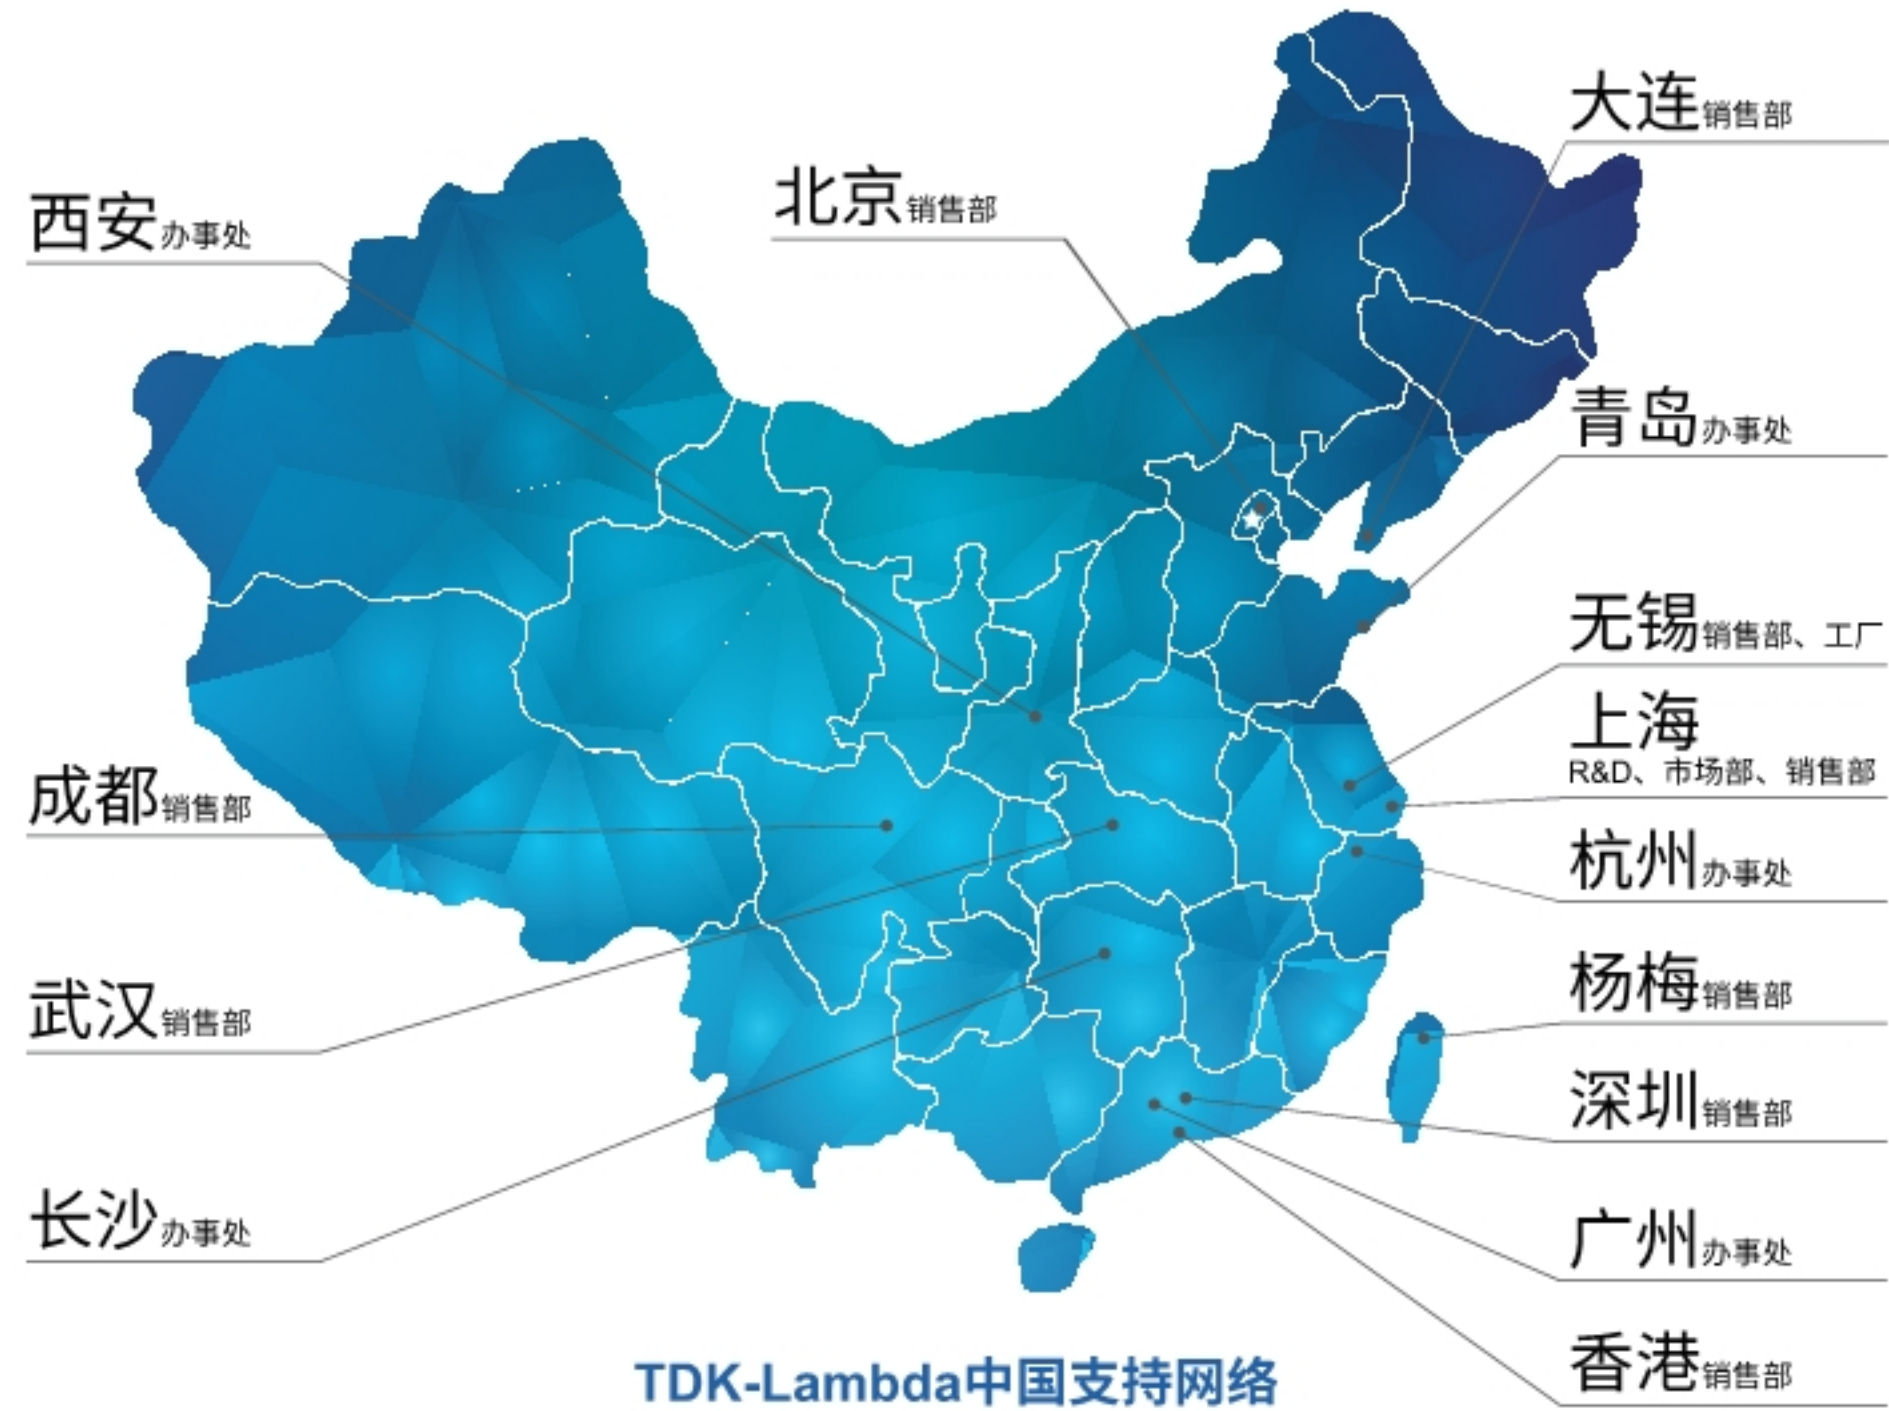 大连销售部
北京销售部
西安办事处
青岛办事处
无锡销售部、工厂
上海
R&D、市场部、销售部
成都销售部
杭州办事处
杨梅销售部
武汉销售部
深圳销售部
长沙办事处
广州办事处
香港销售部
TDK-Lambda中国支持网络